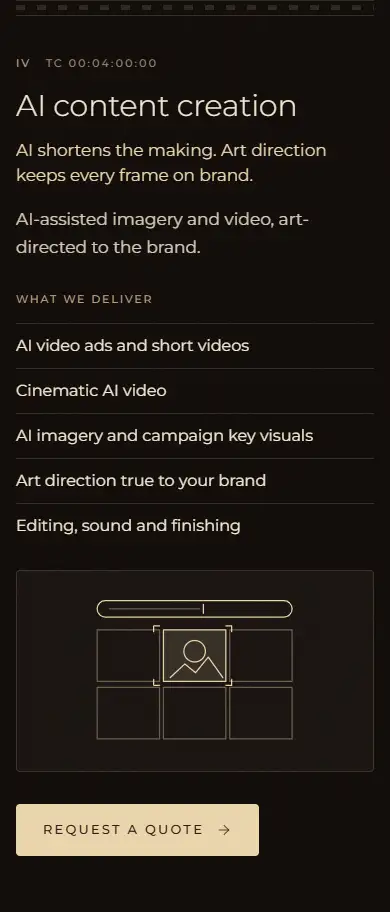 IV TC 00:04:00:00
AI content creation
AI shortens the making. Art direction
keeps every frame on brand.
AI-assisted imagery and video, art-
directed to the brand.
WHAT WE DELIVER
AI video ads and short videos
Cinematic AI video
AI imagery and campaign key visuals
Art direction true to your brand
Editing, sound and finishing
REQUEST A QUOTE →